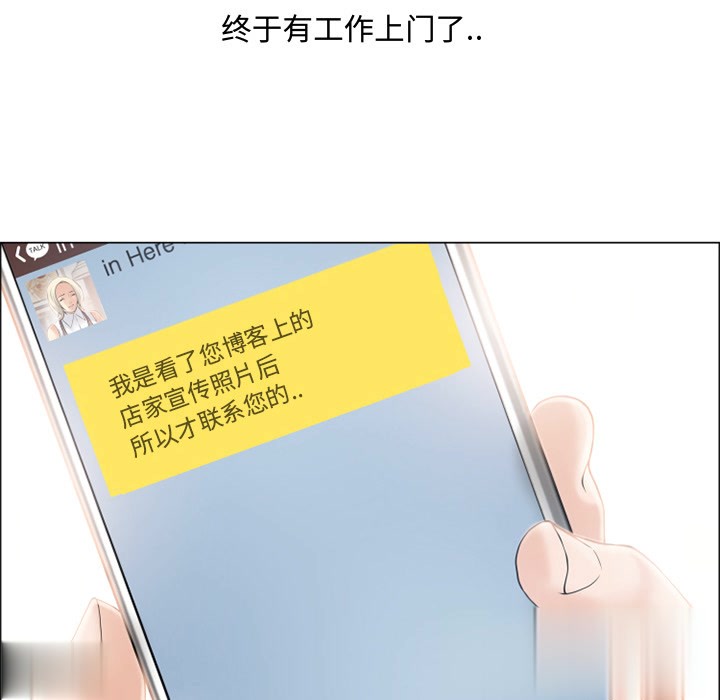 终于有工作上门了..
TALK
in Here
我是看了您博客上的
店家宣传照片后
所以才联系您的..